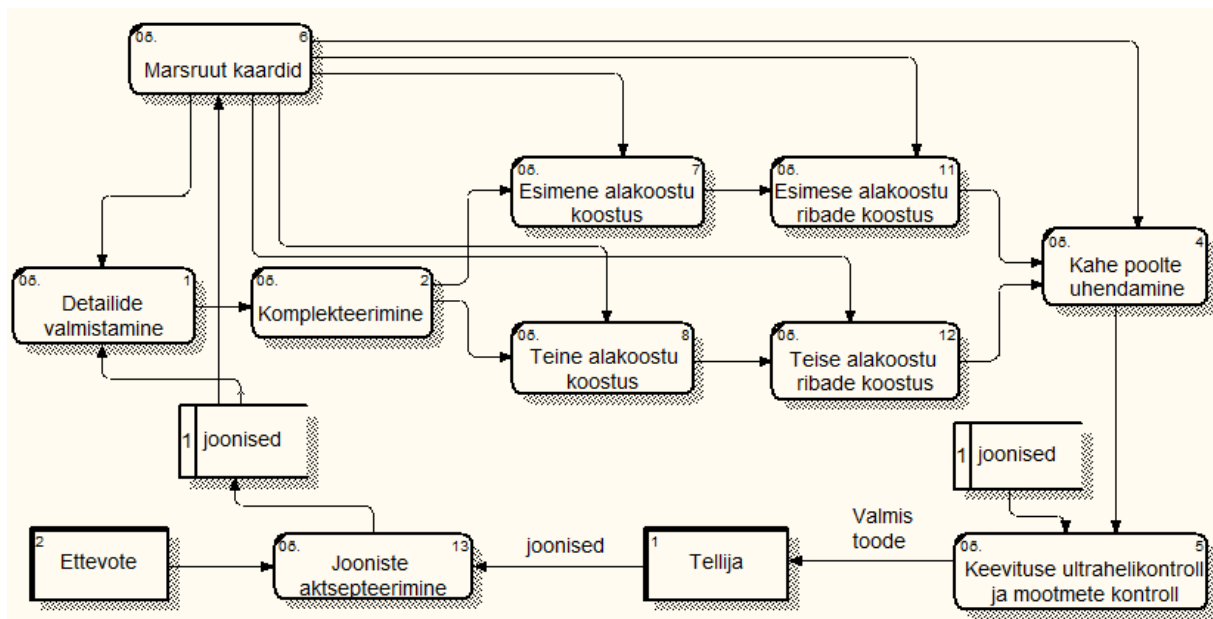 0б. 6
Marsruut kaardid
0б. 7
Esimene alakoostu
koostus
0б. 11
Esimese alakoostu
ribade koostus
0б. 4
Kahe poolte
uhendamine
0б. 1
Detailide
valmistamine
0б. 2
Komplekteerimine
0б. 8
Teine alakoostu
koostus
0б. 12
Teise alakoostu
ribade koostus
1 joonised
1 joonised
2
Ettevote
0б. 13
Jooniste
aktsepteerimine
joonised
1
Tellija
Valmis
toode
0б. 5
Keevituse ultrahelikontroll
ja mootmete kontroll